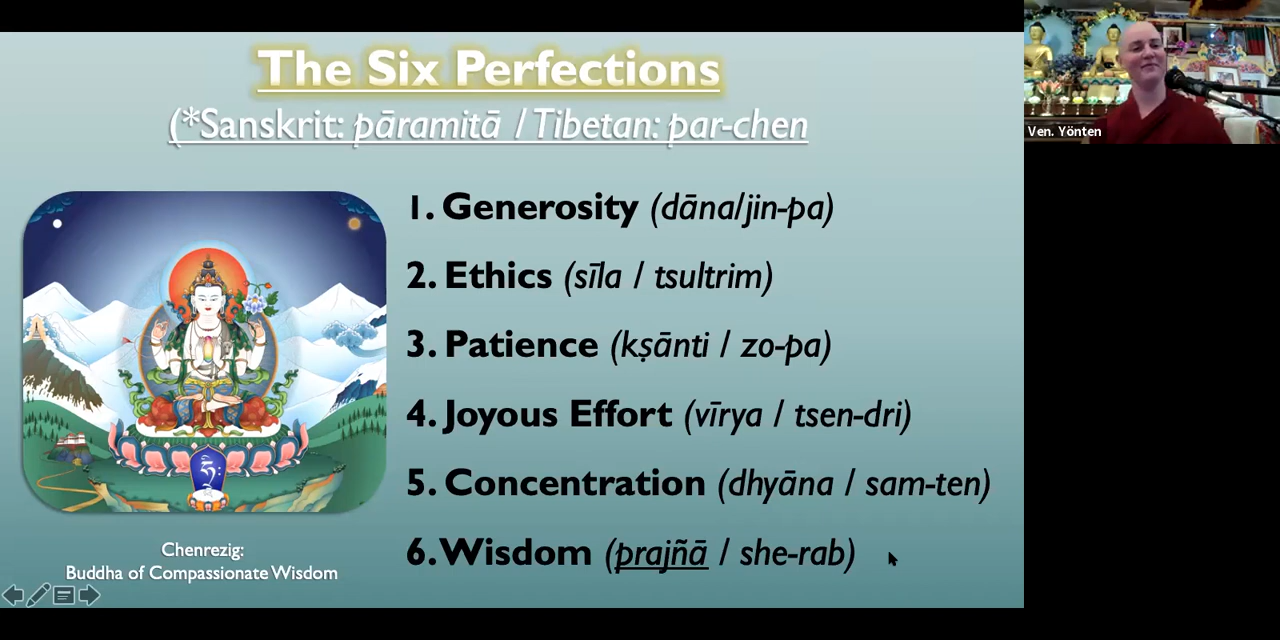 The Six Perfections
(*Sanskrit: pāramitā / Tibetan: par-chen
1. Generosity (dāna/jin-pa)
2. Ethics (sīla / tsultrim)
3. Patience (kṣānti / zo-pa)
4. Joyous Effort (vīrya / tsen-dri)
5. Concentration (dhyāna / sam-ten)
6. Wisdom (prajñā / she-rab)
Chenrezig:
Buddha of Compassionate Wisdom
Ven. Yönten